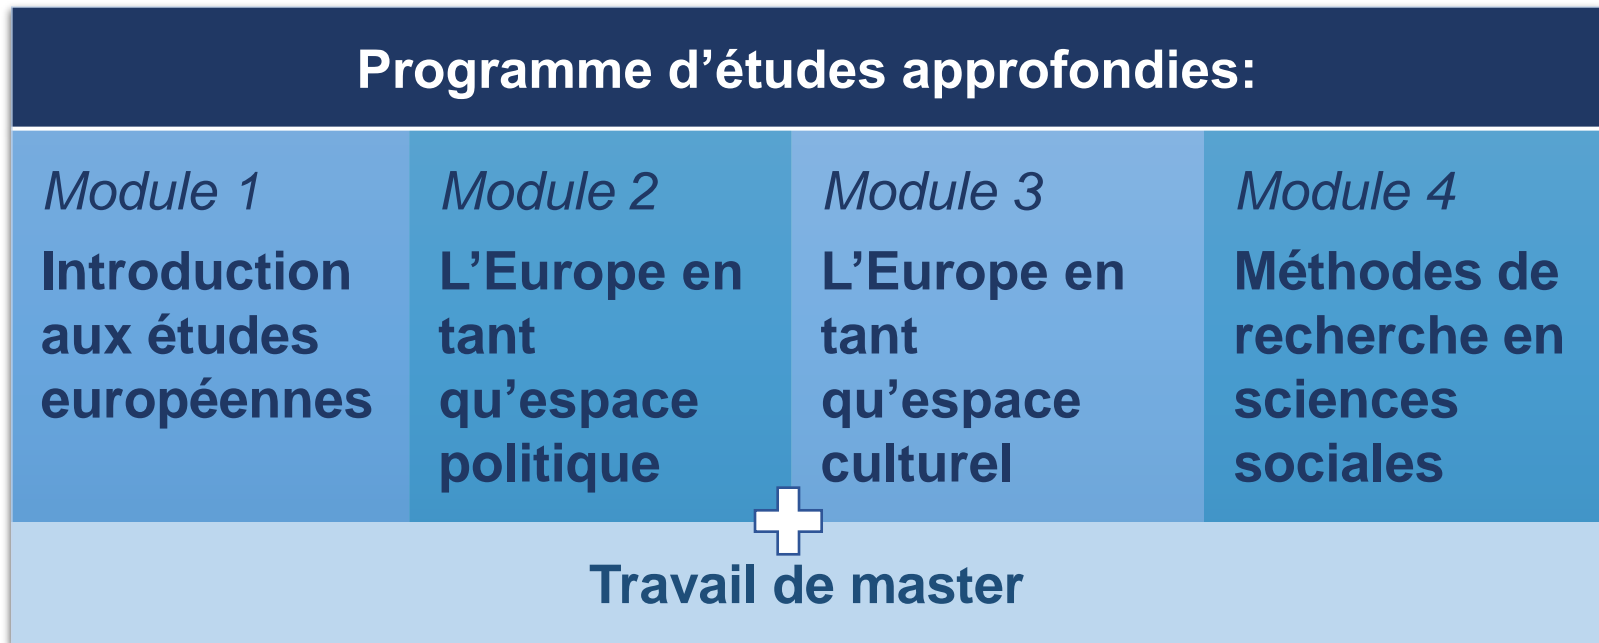 Programme d’études approfondies:
Module 1
Introduction
aux études
européennes
Module 2
L’Europe en
tant
qu’espace
politique
Module 3
L’Europe en
tant
qu’espace
culturel
Module 4
Méthodes de
recherche en
sciences
sociales
Travail de master